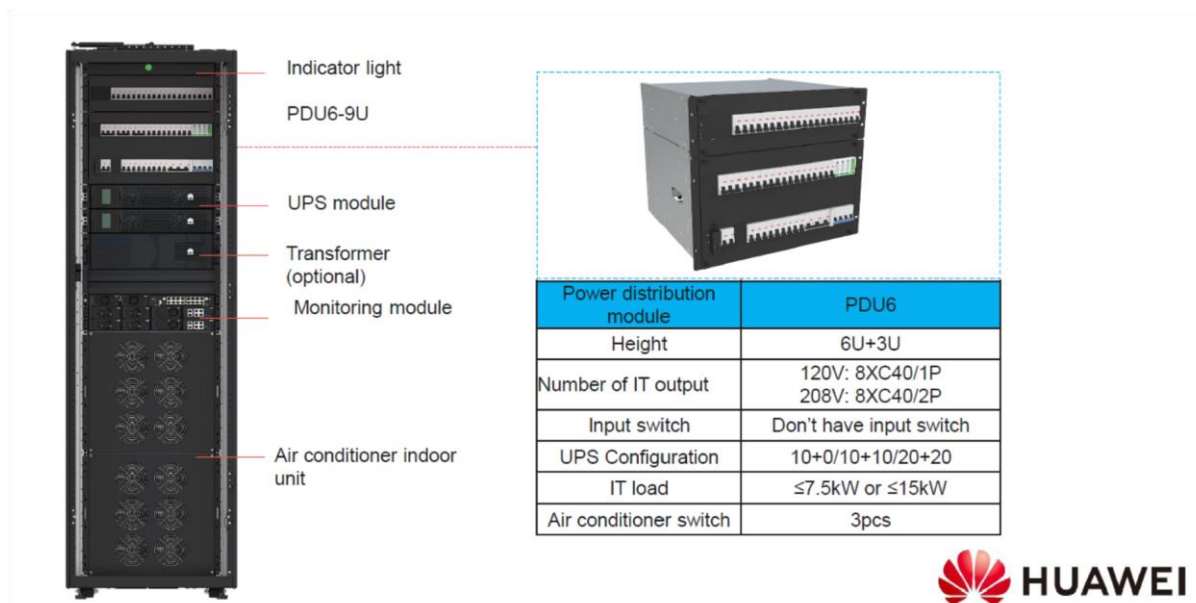 Indicator light
PDU6-9U
UPS module
Transformer
(optional)
Monitoring module
Air conditioner indoor
unit
Power distribution
module
PDU6
Height
6U+3U
Number of IT output
120V: 8XC40/1P
208V: 8XC40/2P
Input switch
Don't have input switch
UPS Configuration
10+0/10+10/20+20
IT load
≤7.5kW or ≤15kW
Air conditioner switch
3pcs
HUAWEI